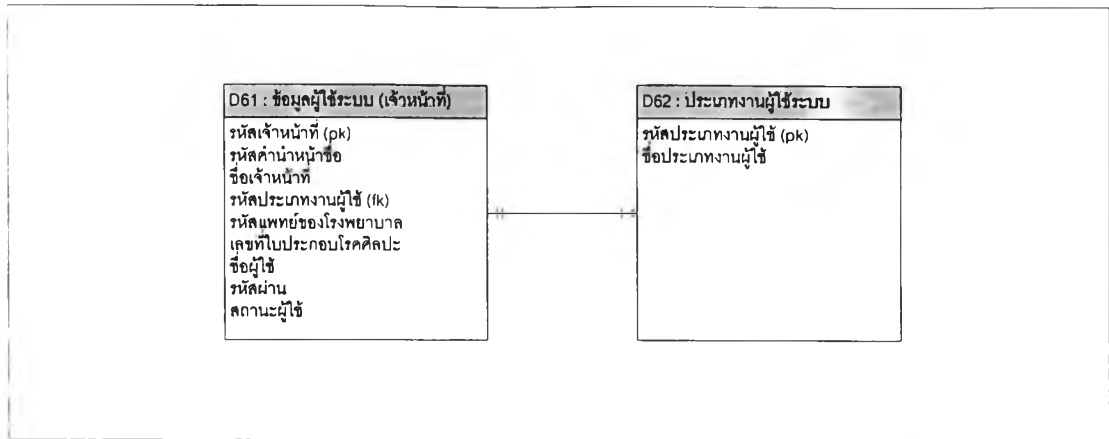 D61 : ข้อมูลผู้ใช้ระบบ (เจ้าหน้าที่)
รหัสเจ้าหน้าที่ (pk)
รหัสคำนำหน้าชื่อ
ชื่อเจ้าหน้าที่
รหัสประเภทงานผู้ใช้ (fk)
รหัสแพทย์ของโรงพยาบาล
เลขที่ใบประกอบโรคศิลปะ
ชื่อผู้ใช้
รหัสผ่าน
สถานะผู้ใช้
D62 : ประเภทงานผู้ใช้ระบบ
รหัสประเภทงานผู้ใช้ (pk)
ชื่อประเภทงานผู้ใช้